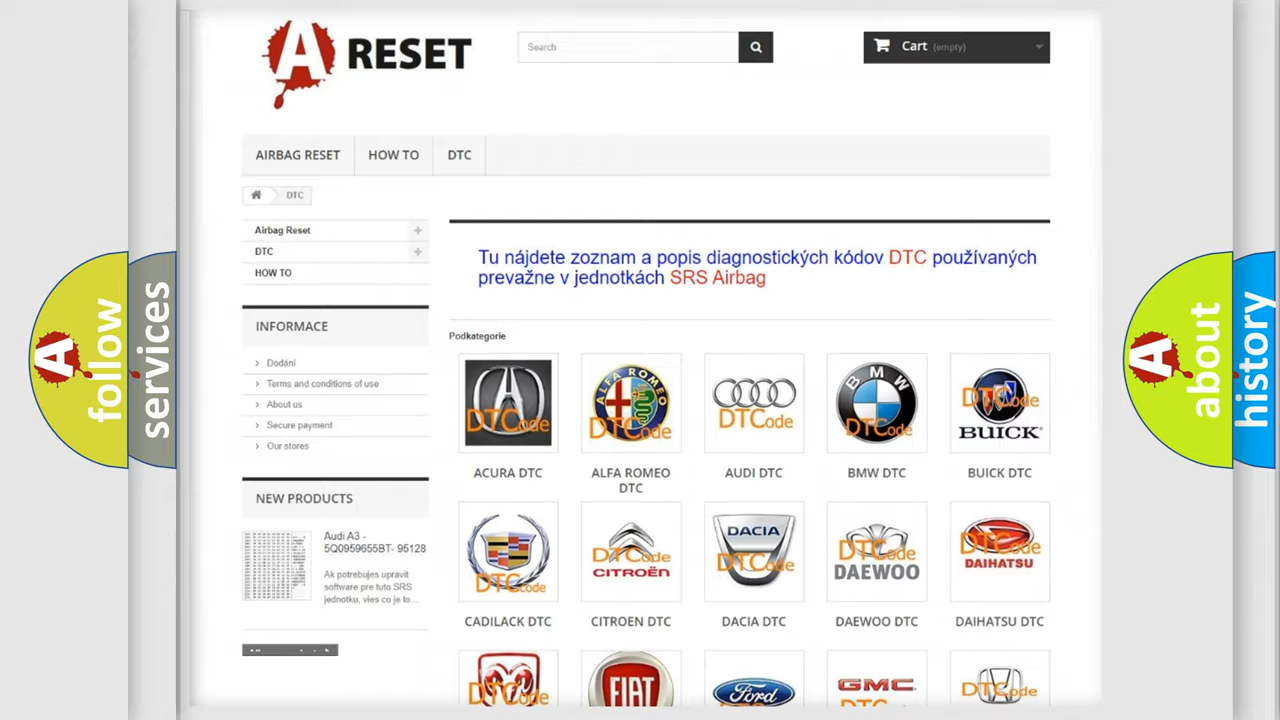 A RESET
Search
Cart (empty)
AIRBAG RESET
HOW TO
DTC
DTC
Airbag Reset
DTC
HOW TO
INFORMACE
Dodání
Terms and conditions of use
About us
Secure payment
Our stores
NEW PRODUCTS
Audi A3 -
5Q0959655BT- 95128
Ak potrebujes upravit
software pre tuto SRS
jednotku, vies co je to...
Tu nájdete zoznam a popis diagnostických kódov DTC používaných
prevažne v jednotkách SRS Airbag
Podkategorie
DTCode
ALFA ROMEO
DTCode
DTCode
BMW
DTCode
DTCode
BUICK
ACURA DTC
ALFA ROMEO
DTC
AUDI DTC
BMW DTC
BUICK DTC
DTCode
DTCode
CITROËN
DACIA
DTCode
DTCode
DAEWOO
DTCode
DAIHATSU
CADILACK DTC
CITROEN DTC
DACIA DTC
DAEWOO DTC
DAIHATSU DTC
DTCode
FIAT
Ford
GMC
DTCode
A follow
services
A about
history